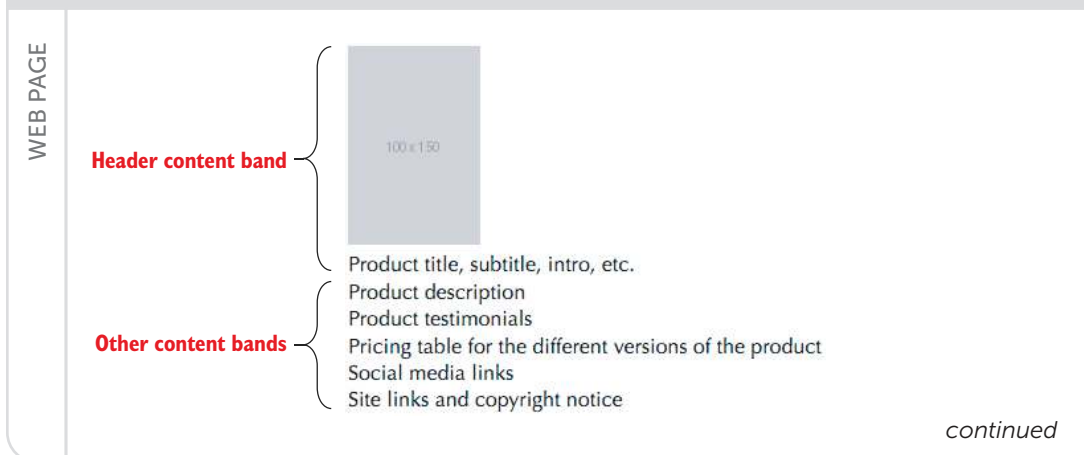 WEB PAGE
Header content band
100 x 150
Product title, subtitle, intro, etc.
Other content bands
Product description
Product testimonials
Pricing table for the different versions of the product
Social media links
Site links and copyright notice
continued